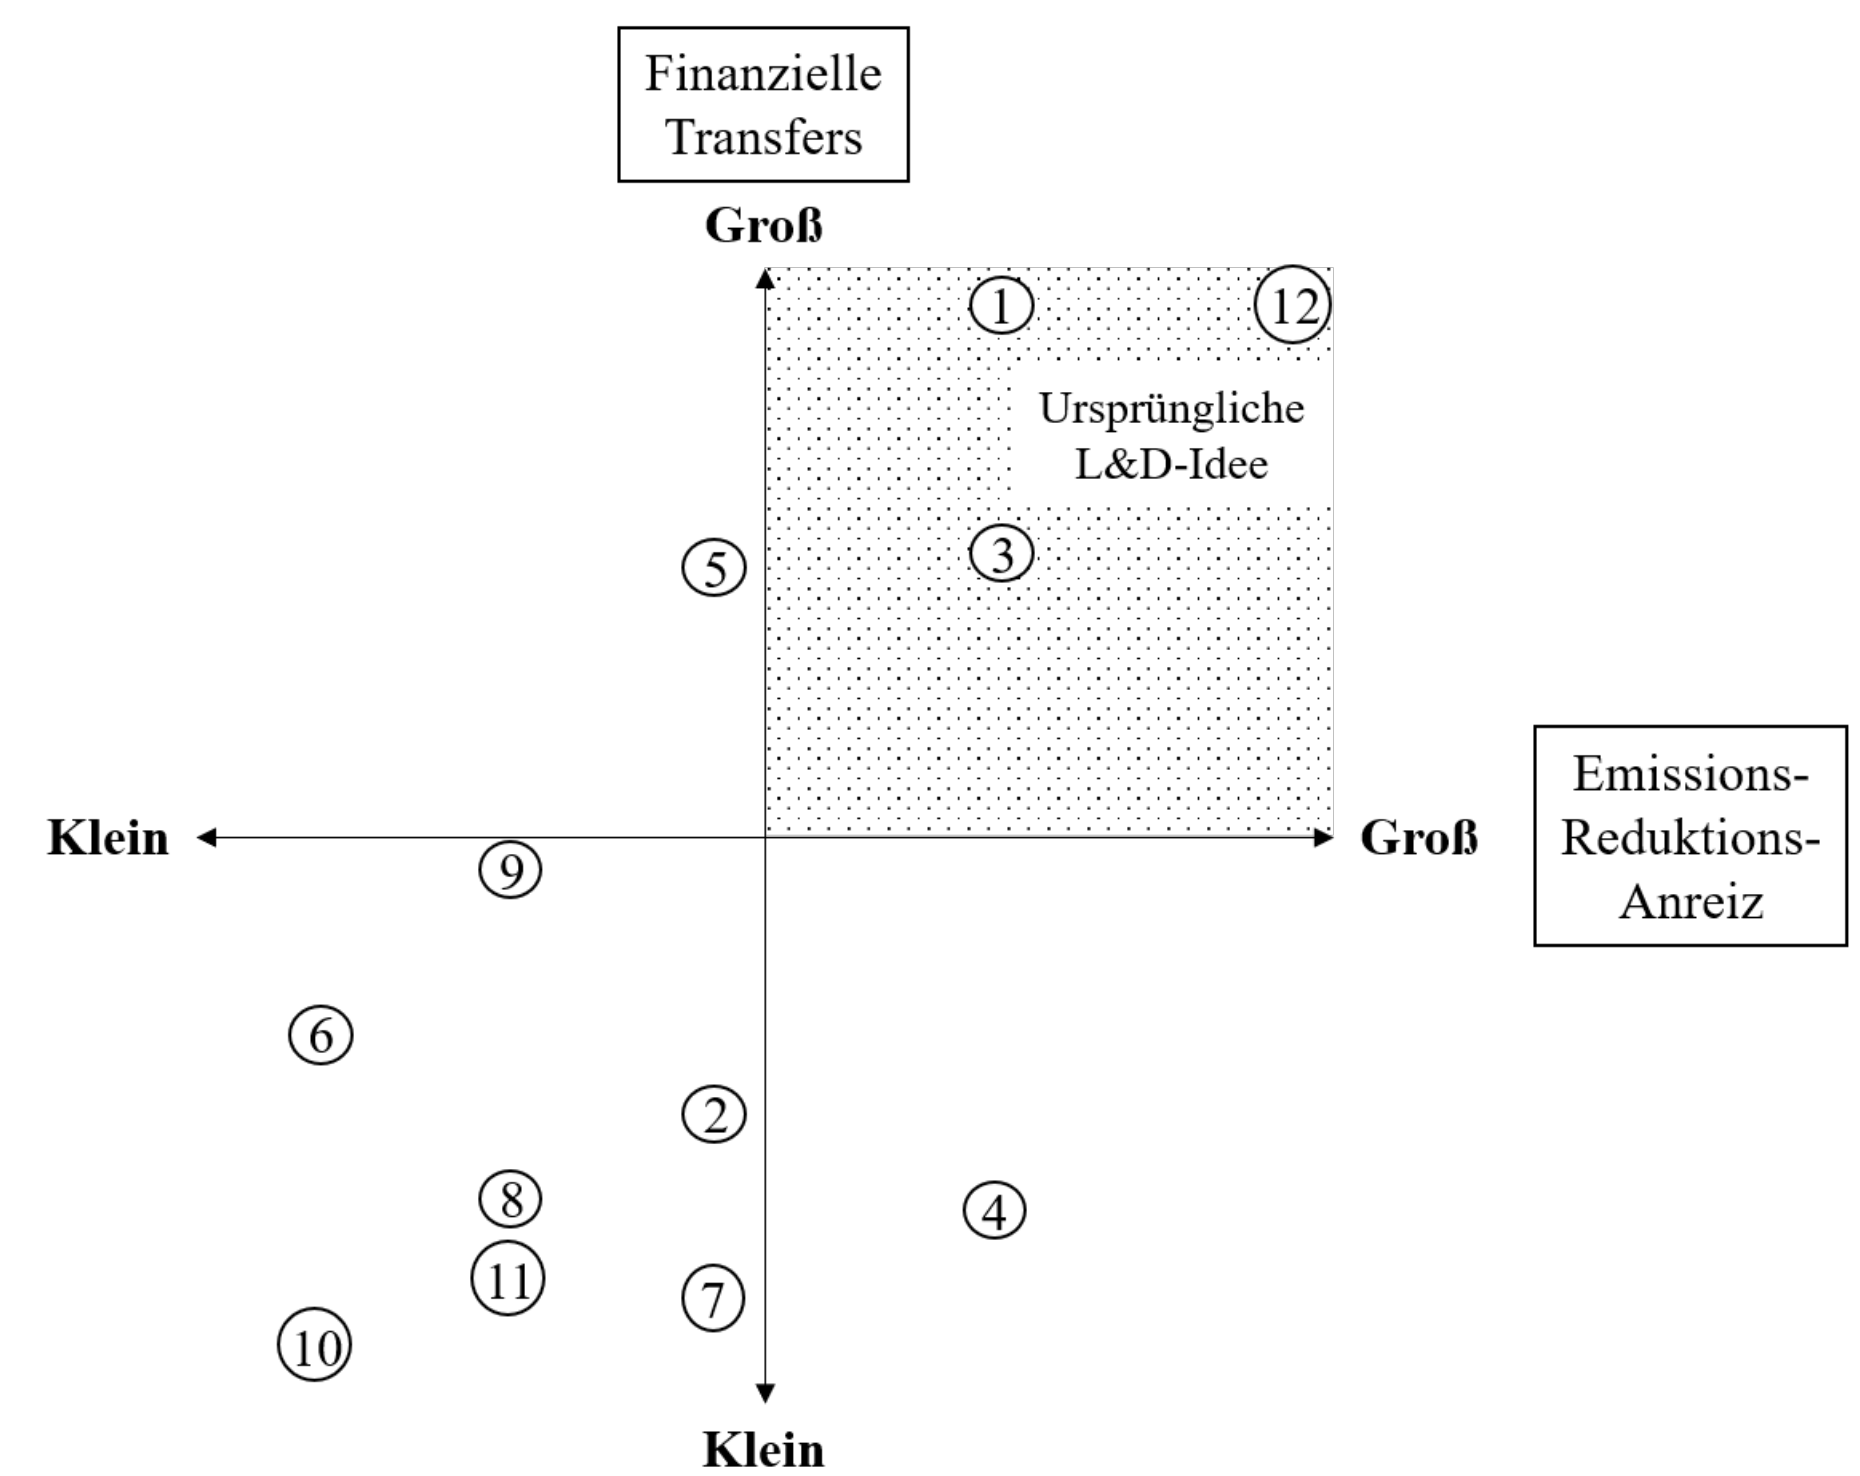 Finanzielle
Transfers
Groß
1
12
Ursprüngliche
L&D-Idee
3
5
Klein
Groß
Emissions-
Reduktions-
Anreiz
9
6
2
8
4
11
7
10
Klein